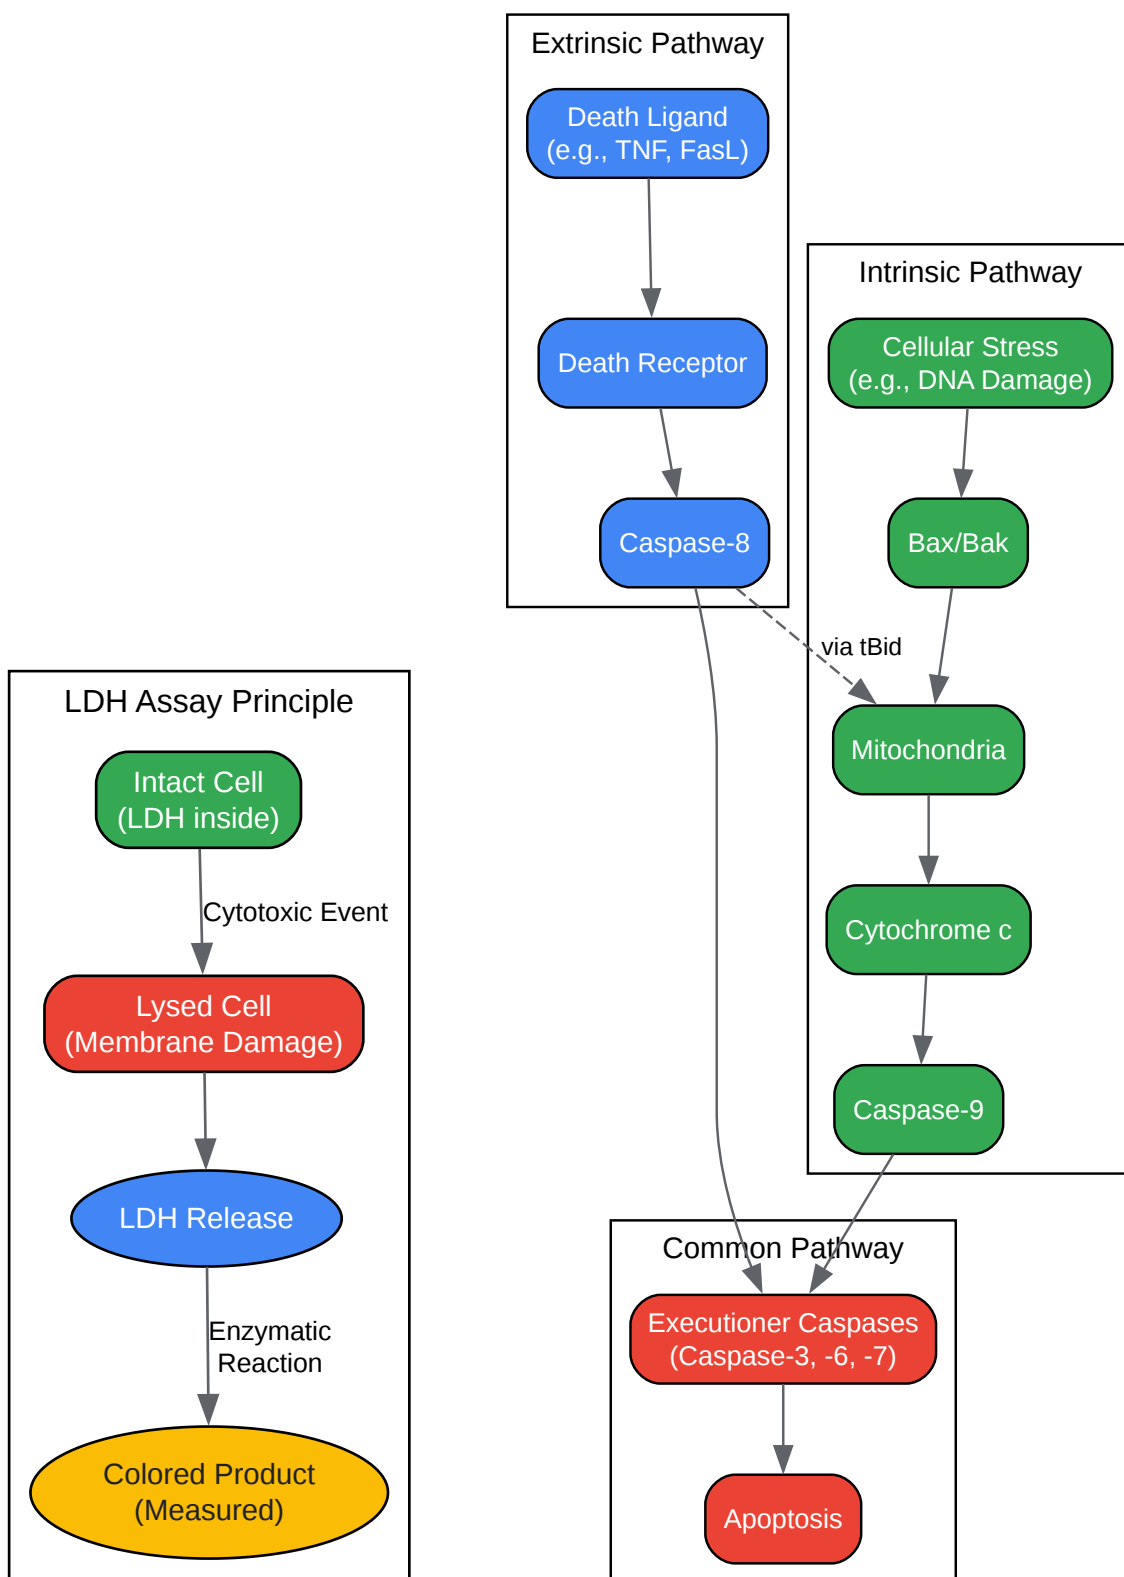 Extrinsic Pathway
Death Ligand
(e.g., TNF, FasL)
Death Receptor
Caspase-8
Intrinsic Pathway
Cellular Stress
(e.g., DNA Damage)
Bax/Bak
via tBid
Mitochondria
Cytochrome c
Caspase-9
LDH Assay Principle
Intact Cell
(LDH inside)
Cytotoxic Event
Lysed Cell
(Membrane Damage)
LDH Release
Enzymatic
Reaction
Colored Product
(Measured)
Common Pathway
Executioner Caspases
(Caspase-3, -6, -7)
Apoptosis